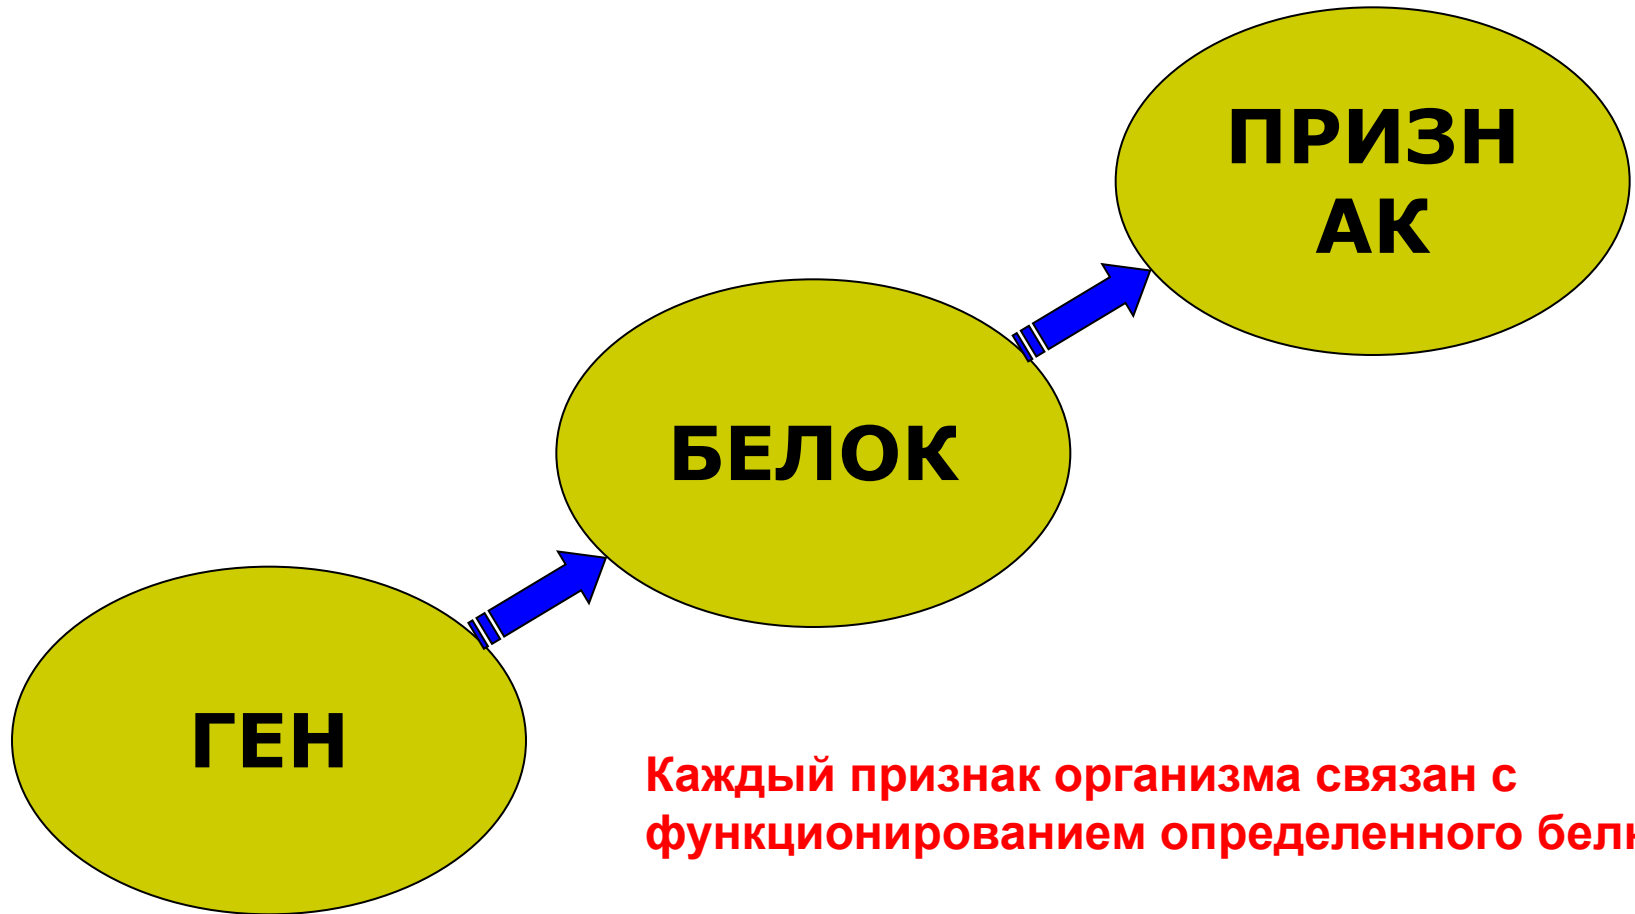 ПРИЗН
АК
БЕЛОК
ГЕН
Каждый признак организма связан с
функционированием определенного